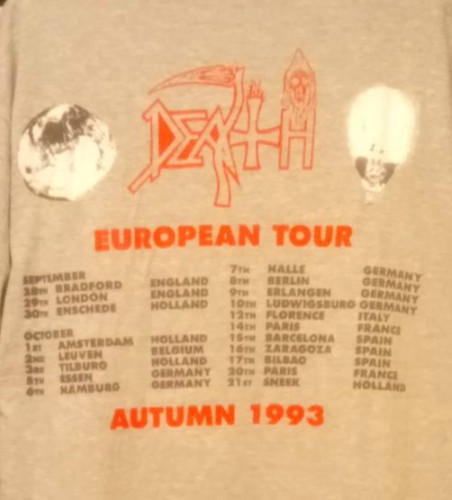 DEATH
EUROPEAN TOUR
SEPTEMBER
28TH BRADFORD ENGLAND
29TH LONDON ENGLAND
30TH ENSCHEDE HOLLAND
OCTOBER
1ST AMSTERDAM HOLLAND
2ND LEUVEN BELGIUM
3RD TILBURG HOLLAND
5TH ESSEN GERMANY
6TH HAMBURG GERMANY
7TH HALLE GERMANY
8TH BERLIN GERMANY
9TH ERLANGEN GERMANY
10TH LUDWIGSBURG GERMANY
12TH FLORENCE ITALY
14TH PARIS FRANCE
15TH BARCELONA SPAIN
16TH ZARAGOZA SPAIN
17TH BILBAO SPAIN
20TH PARIS FRANCE
21ST SNEEK HOLLAND
AUTUMN 1993